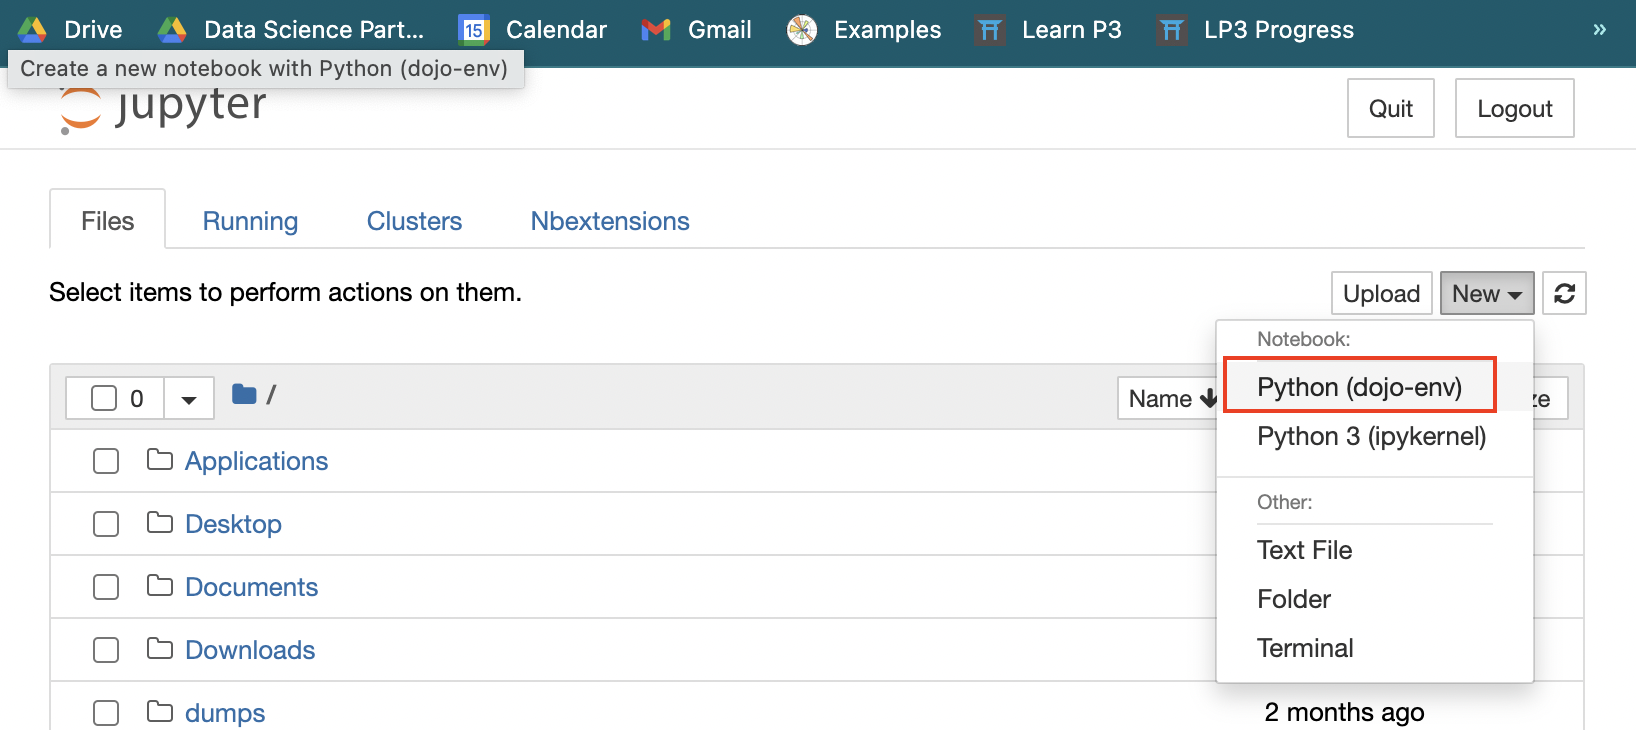 Drive Data Science Part... 15 Calendar Gmail Examples Learn P3 LP3 Progress »
Create a new notebook with Python (dojo-env)
jupyter
Quit Logout
Files Running Clusters Nbextensions
Select items to perform actions on them.
Upload New
Notebook:
Python (dojo-env)
0 / Name
Python 3 (ipykernel)
Applications
Other:
Desktop
Text File
Documents
Folder
Downloads
Terminal
dumps 2 months ago